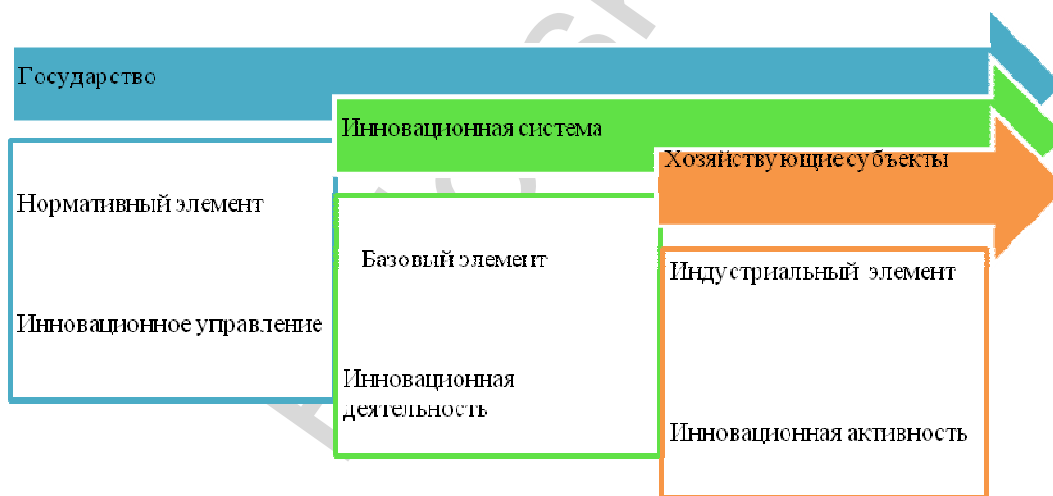 Государство
Инновационная система
Хозяйствующие субъекты
Нормативный элемент
Инновационное управление
Базовый элемент
Инновационная
деятельность
Индустриальный элемент
Инновационная активность